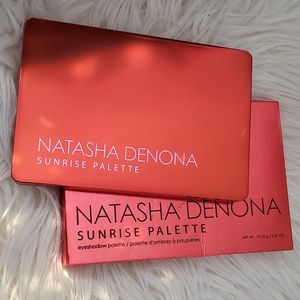 NATASHA DENONA
SUNRISE PALETTE
NATASHA DENONA
SUNRISE PALETTE
eyeshadow palette / palette d'ombres à paupières